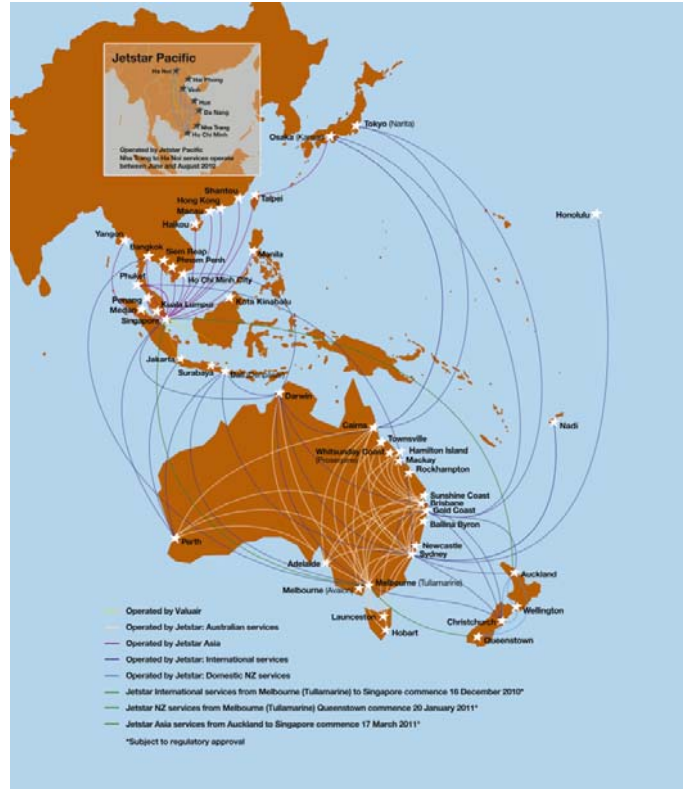 Jetstar Pacific
Ha Noi
Hai Phong
Vinh
Hue
Da Nang
Nha Trang
Ho Chi Minh
Operated by Jetstar Pacific
Nha Trang to Ha Noi services operate
between June and August 2010
Tokyo (Narita)
Osaka (Kansai)
Shantou
Taipei
Hong Kong
Macau
Haikou
Honolulu
Yangon
Bangkok
Siem Reap
Phnom Penh
Manila
Phuket
Ho Chi Minh City
Penang
Kuala Lumpur
Kota Kinabalu
Medan
Singapore
Jakarta
Surabaya
Bali (Denpasar)
Darwin
Nadi
Cairns
Townsville
Whitsunday Coast
(Proserpine)
Hamilton Island
Mackay
Rockhampton
Sunshine Coast
Brisbane
Gold Coast
Ballina Byron
Perth
Newcastle
Sydney
Adelaide
Auckland
Melbourne (Avalon)
Melbourne (Tullamarine)
Wellington
Launceston
Christchurch
Hobart
Queenstown
Operated by Valuair
Operated by Jetstar: Australian services
Operated by Jetstar Asia
Operated by Jetstar: International services
Operated by Jetstar: Domestic NZ services
Jetstar International services from Melbourne (Tullamarine) to Singapore commence 16 December 2010*
Jetstar NZ services from Melbourne (Tullamarine) Queenstown commence 20 January 2011*
Jetstar Asia services from Auckland to Singapore commence 17 March 2011*
*Subject to regulatory approval